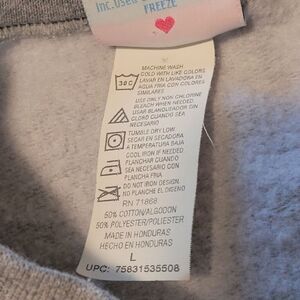 Inc. Used
FREEZE
MACHINE WASH
COLD WITH LIKE COLORS
LAVAR EN LAVADORA EN
AGUA FRIA CON COLORES
SIMILARES
30C
USE ONLY NON CHLORINE
BLEACH WHEN NEEDED
USAR BLANQUEADOR SIN
CLORO CUANDO SEA
NECESARIO
TUMBLE DRY LOW
SECAR EN SECADORA
A TEMPERATURA BAJA
COOL IRON IF NEEDED
PLANCHAR QUANDO
SEA NECESARIO CON
PLANCHA FRIA
DO NOT IRON DESIGN
NO PLANCHE EL DISEÑO
RN 71868
50% COTTON/ALGODON
50% POLYESTER/POLIESTER
MADE IN HONDURAS
HECHO EN HONDURAS
L
UPC: 75831535508